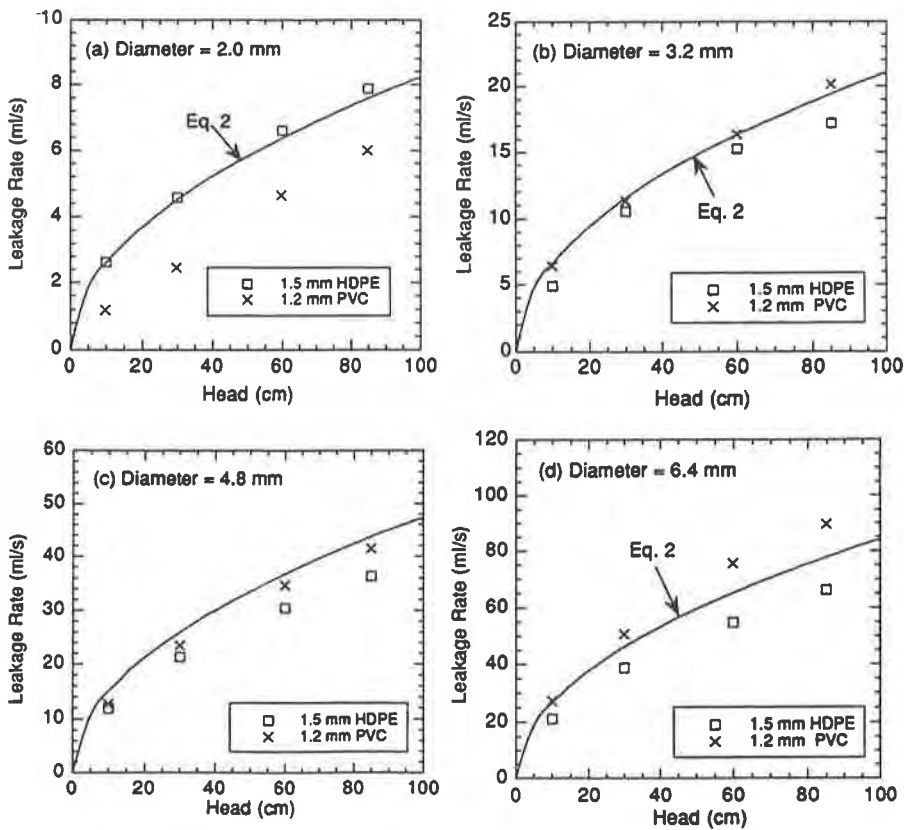 (a) Diameter = 2.0 mm
Leakage Rate (ml/s)
10
8
6
4
2
0
Eq. 2
1.5 mm HDPE
1.2 mm PVC
0 20 40 60 80 100
Head (cm)
(b) Diameter = 3.2 mm
Leakage Rate (ml/s)
25
20
15
10
5
0
Eq. 2
1.5 mm HDPE
1.2 mm PVC
0 20 40 60 80 100
Head (cm)
(c) Diameter = 4.8 mm
Leakage Rate (ml/s)
60
50
40
30
20
10
0
1.5 mm HDPE
1.2 mm PVC
0 20 40 60 80 100
Head (cm)
(d) Diameter = 6.4 mm
Leakage Rate (ml/s)
120
100
80
60
40
20
0
Eq. 2
1.5 mm HDPE
1.2 mm PVC
0 20 40 60 80 100
Head (cm)